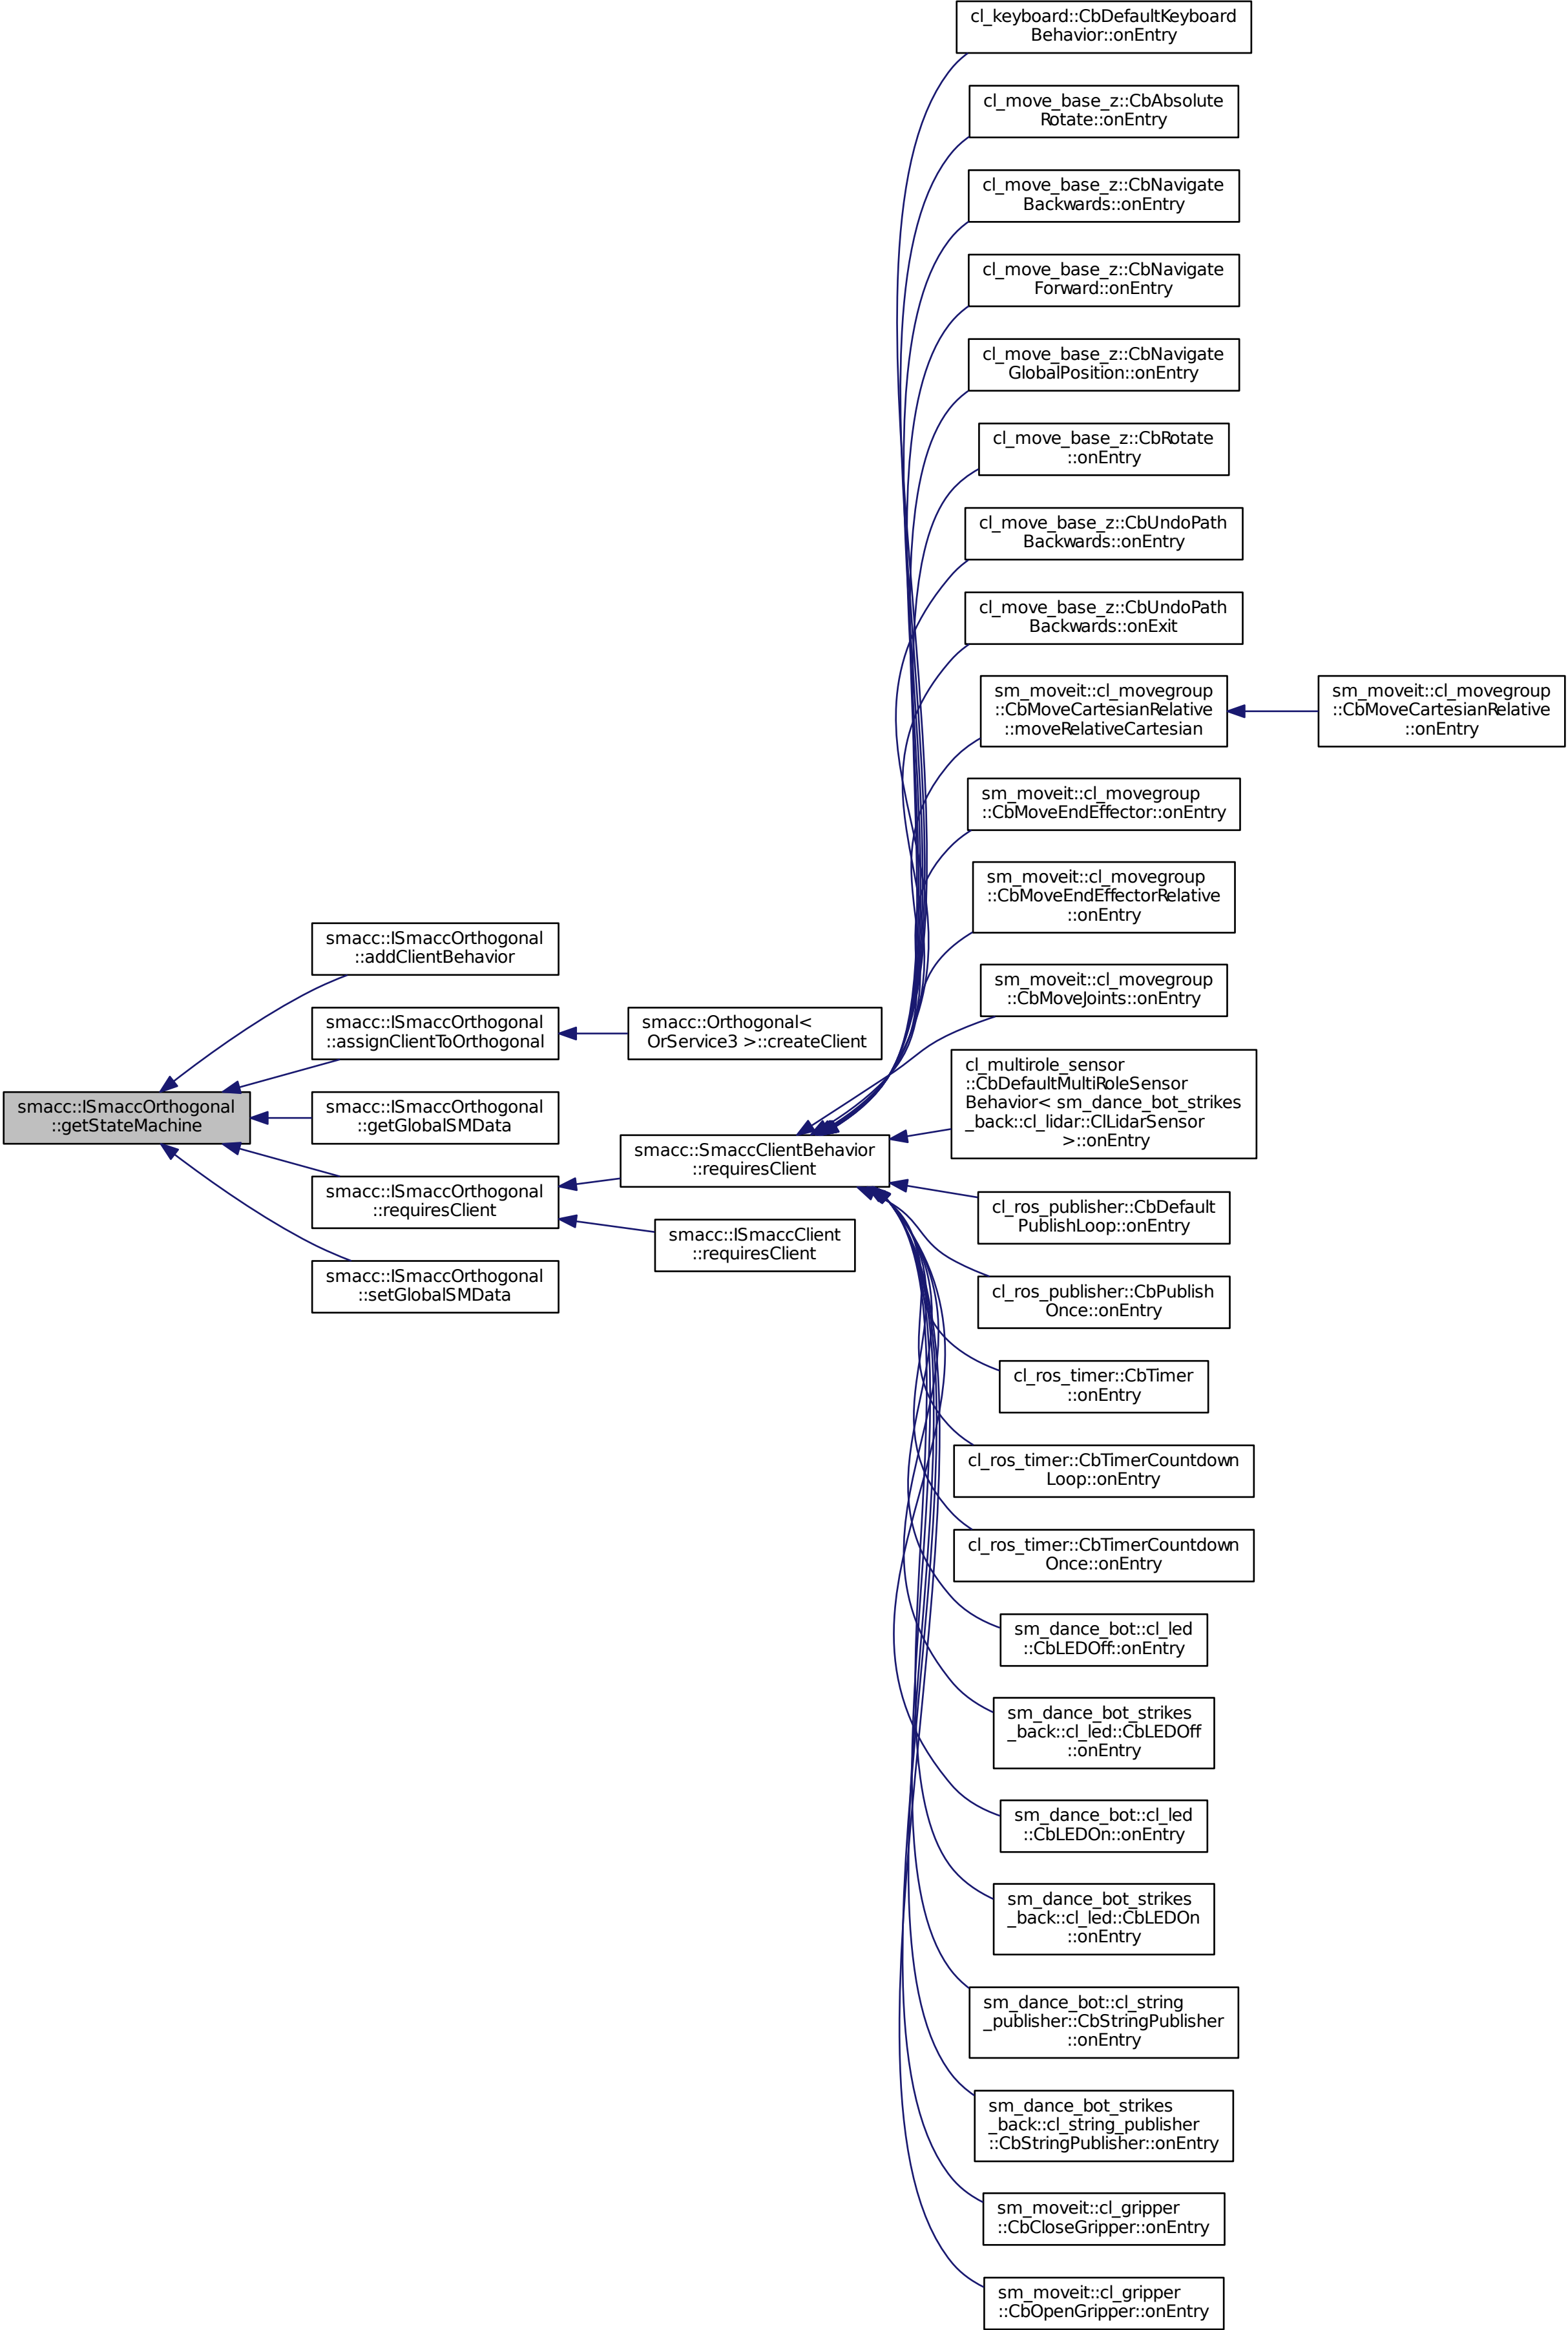 smacc::ISmaccOrthogonal
::getStateMachine
smacc::ISmaccOrthogonal
::addClientBehavior
smacc::ISmaccOrthogonal
::assignClientToOrthogonal
smacc::ISmaccOrthogonal
::getGlobalSMData
smacc::ISmaccOrthogonal
::requiresClient
smacc::ISmaccOrthogonal
::setGlobalSMData
smacc::Orthogonal<
OrService3 >::createClient
smacc::SmaccClientBehavior
::requiresClient
smacc::ISmaccClient
::requiresClient
cl_keyboard::CbDefaultKeyboard
Behavior::onEntry
cl_move_base_z::CbAbsolute
Rotate::onEntry
cl_move_base_z::CbNavigate
Backwards::onEntry
cl_move_base_z::CbNavigate
Forward::onEntry
cl_move_base_z::CbNavigate
GlobalPosition::onEntry
cl_move_base_z::CbRotate
::onEntry
cl_move_base_z::CbUndoPath
Backwards::onEntry
cl_move_base_z::CbUndoPath
Backwards::onExit
sm_moveit::cl_movegroup
::CbMoveCartesianRelative
::moveRelativeCartesian
sm_moveit::cl_movegroup
::CbMoveCartesianRelative
::onEntry
sm_moveit::cl_movegroup
::CbMoveEndEffector::onEntry
sm_moveit::cl_movegroup
::CbMoveEndEffectorRelative
::onEntry
sm_moveit::cl_movegroup
::CbMoveJoints::onEntry
cl_multirole_sensor
::CbDefaultMultiRoleSensor
Behavior< sm_dance_bot_strikes
_back::cl_lidar::ClLidarSensor
>::onEntry
cl_ros_publisher::CbDefault
PublishLoop::onEntry
cl_ros_publisher::CbPublish
Once::onEntry
cl_ros_timer::CbTimer
::onEntry
cl_ros_timer::CbTimerCountdown
Loop::onEntry
cl_ros_timer::CbTimerCountdown
Once::onEntry
sm_dance_bot::cl_led
::CbLEDOff::onEntry
sm_dance_bot_strikes
_back::cl_led::CbLEDOff
::onEntry
sm_dance_bot::cl_led
::CbLEDOn::onEntry
sm_dance_bot_strikes
_back::cl_led::CbLEDOn
::onEntry
sm_dance_bot::cl_string
_publisher::CbStringPublisher
::onEntry
sm_dance_bot_strikes
_back::cl_string_publisher
::CbStringPublisher::onEntry
sm_moveit::cl_gripper
::CbCloseGripper::onEntry
sm_moveit::cl_gripper
::CbOpenGripper::onEntry